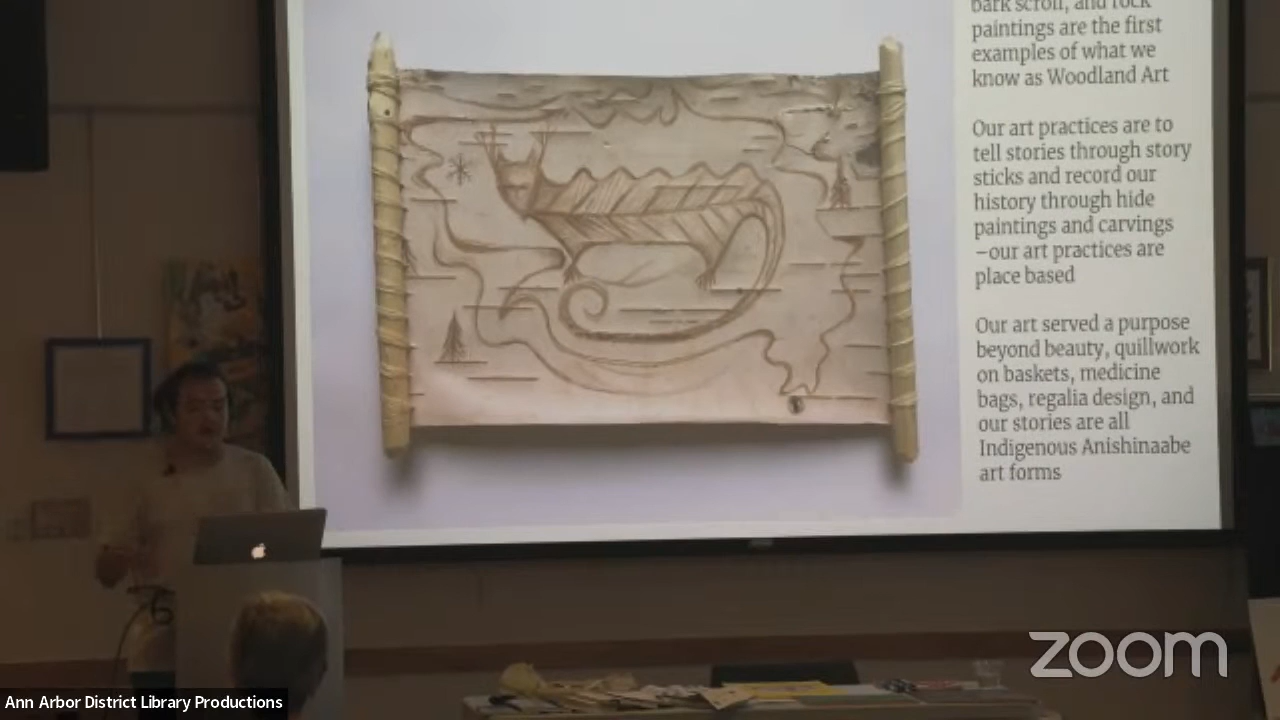 bark scroll, and rock
paintings are the first
examples of what we
know as Woodland Art
Our art practices are to
tell stories through story
sticks and record our
history through hide
paintings and carvings
–our art practices are
place based
Our art served a purpose
beyond beauty, quillwork
on baskets, medicine
bags, regalia design, and
our stories are all
Indigenous Anishinaabe
art forms
zoom
Ann Arbor District Library Productions